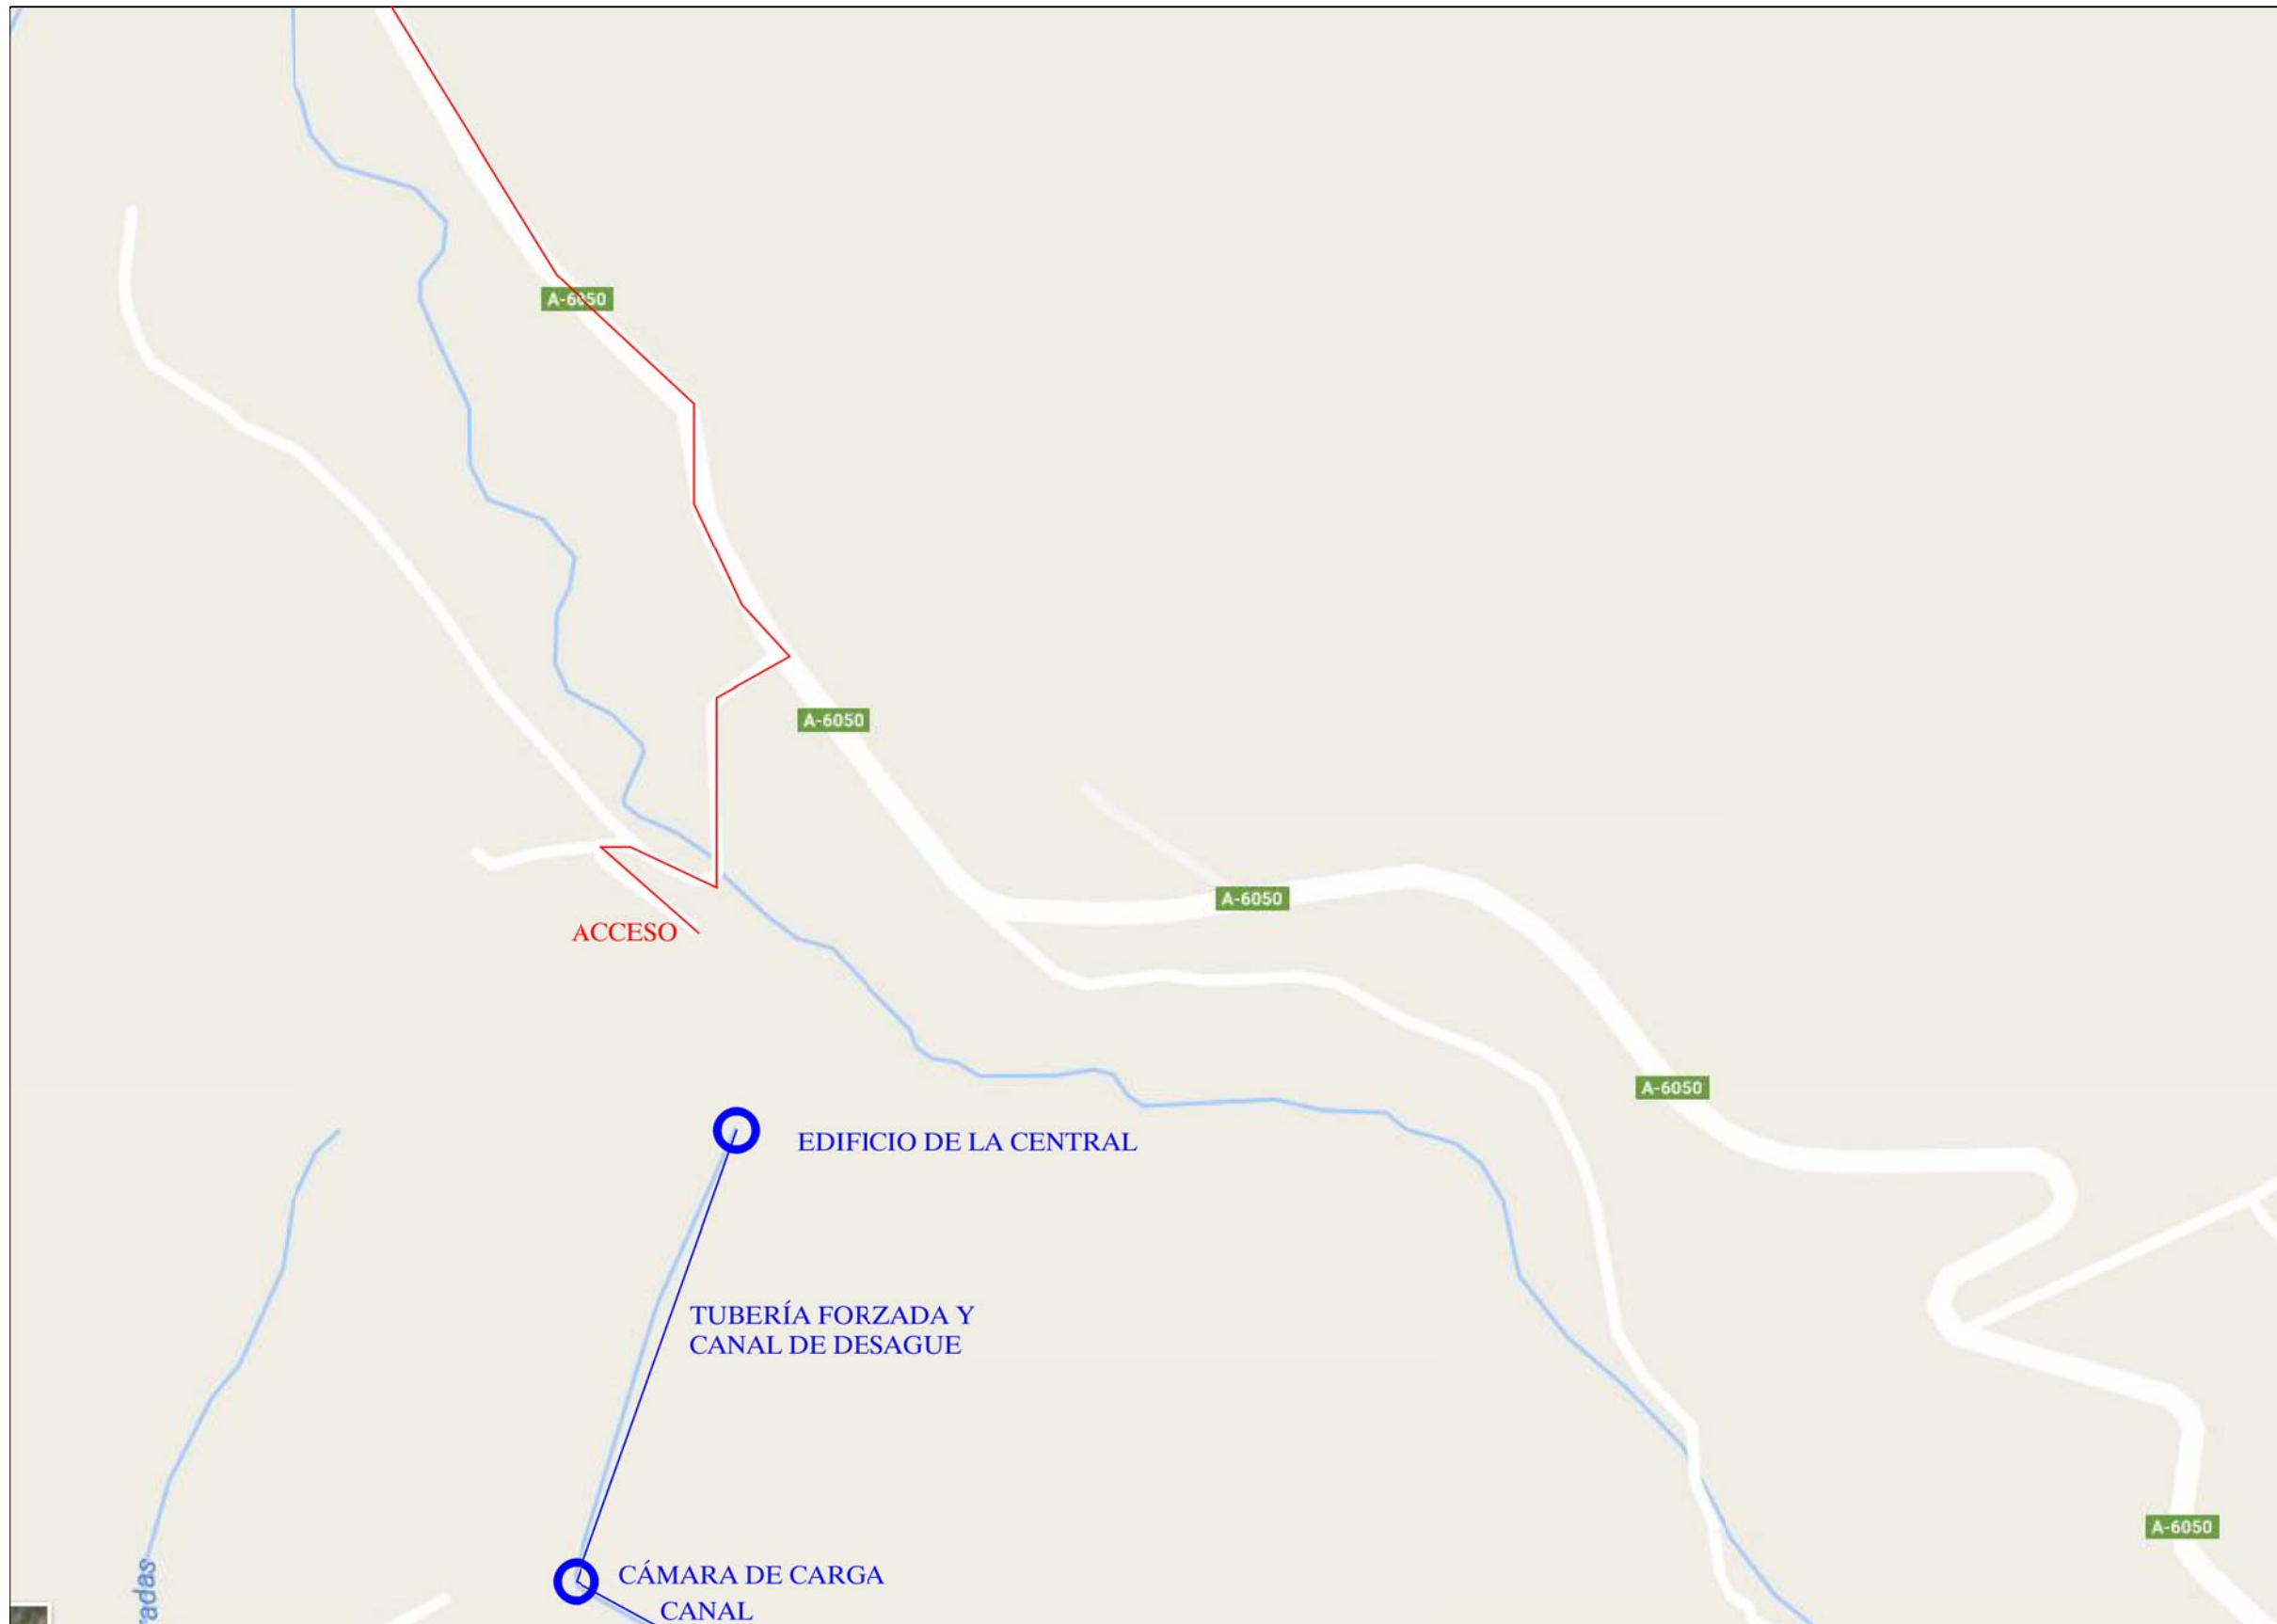 A-6050
A-6050
A-6050
ACCESO
A-6050
EDIFICIO DE LA CENTRAL
TUBERÍA FORZADA Y
CANAL DE DESAGUE
A-6050
CÁMARA DE CARGA
CANAL
radas